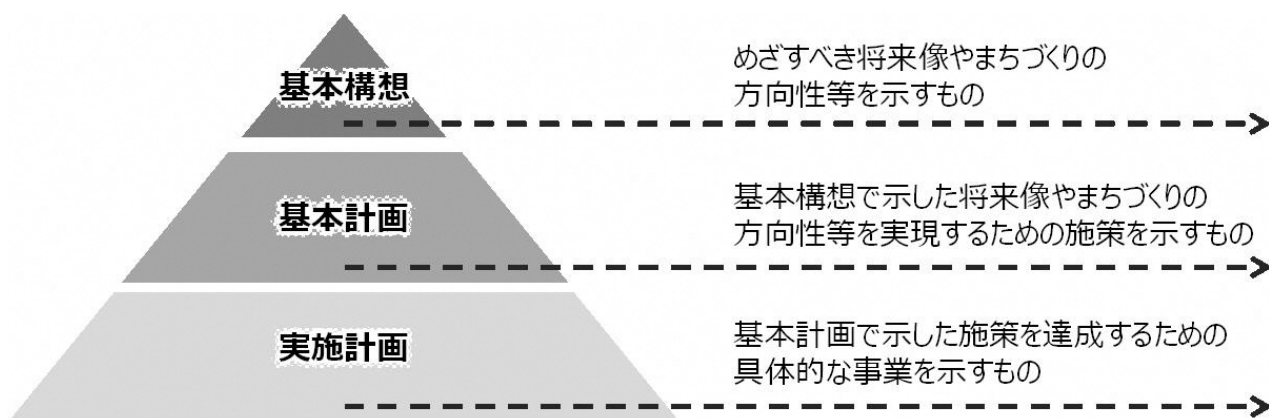 基本構想
めざすべき将来像やまちづくりの
方向性等を示すもの
基本計画
基本構想で示した将来像やまちづくりの
方向性等を実現するための施策を示すもの
実施計画
基本計画で示した施策を達成するための
具体的な事業を示すもの